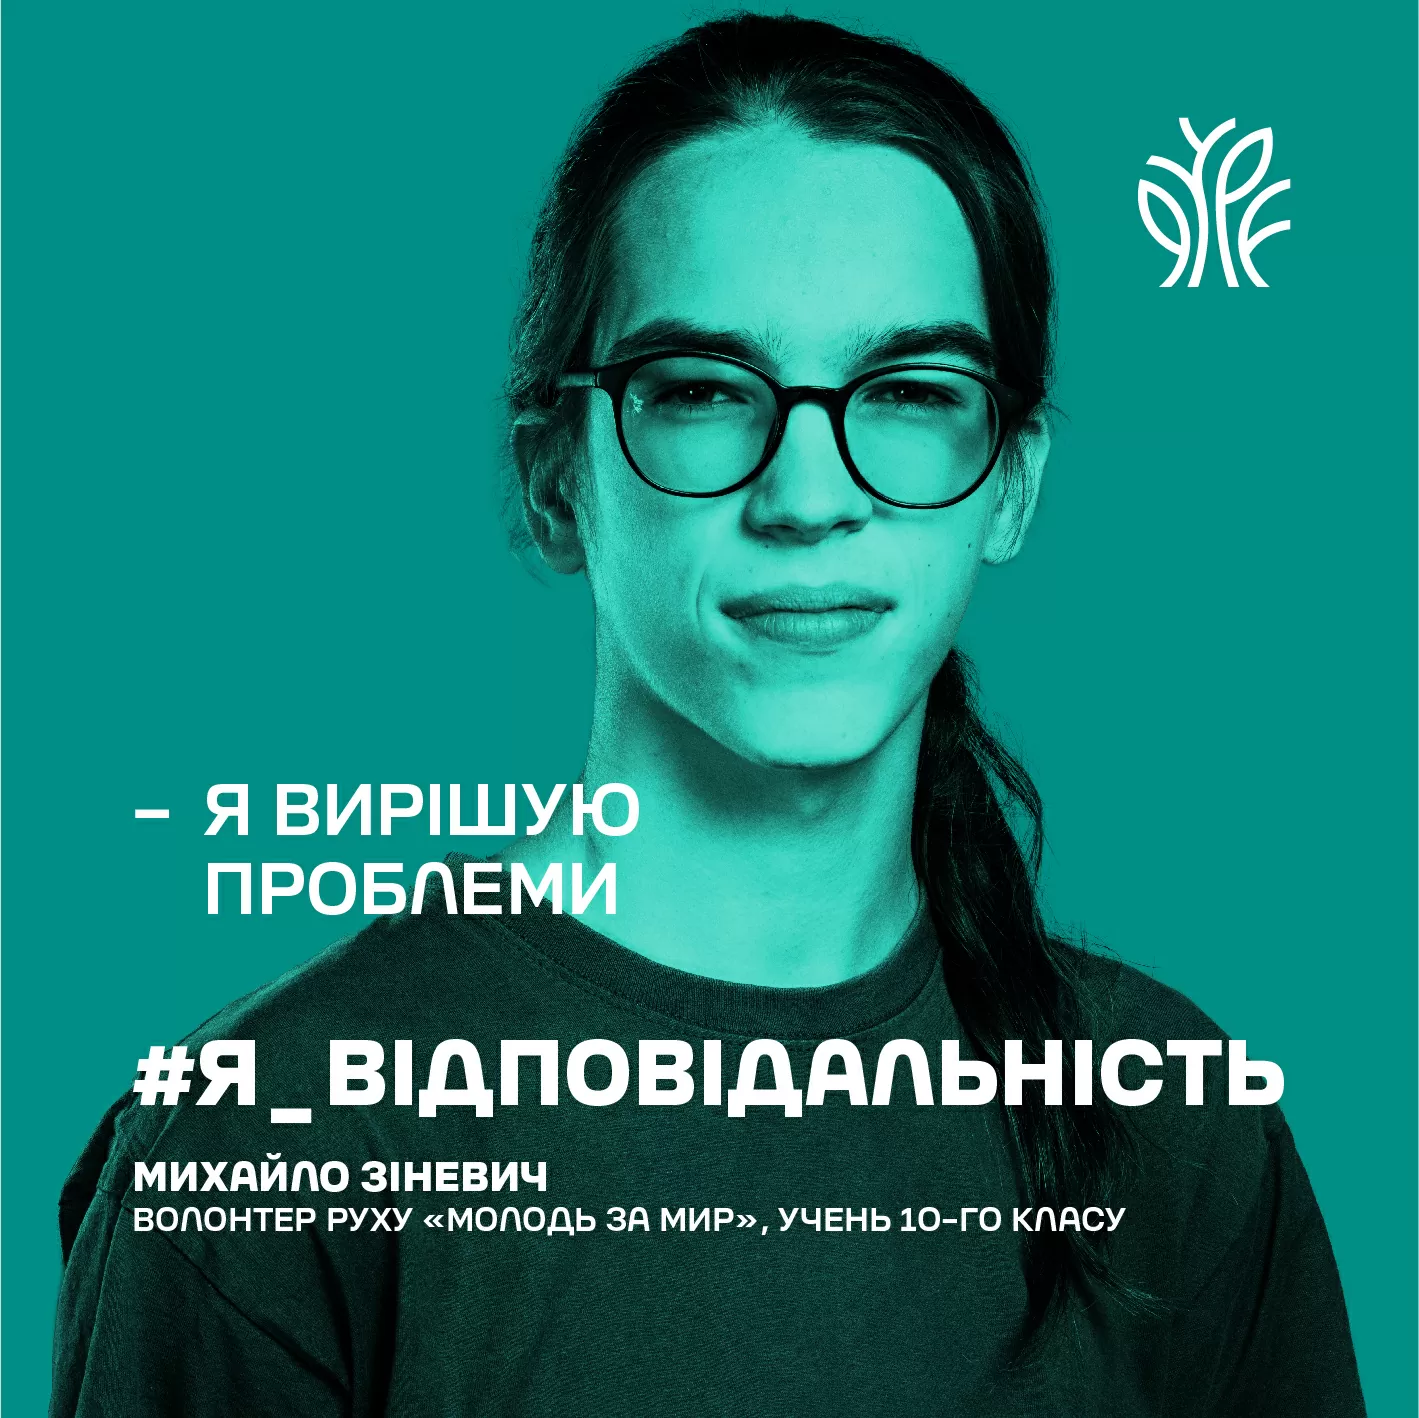 – Я ВИРІШУЮ
ПРОБЛЕМИ
#Я_ВІДПОВІДАЛЬНІСТЬ
МИХАЙЛО ЗІНЕВИЧ
ВОЛОНТЕР РУХУ «МОЛОДЬ ЗА МИР», УЧЕНЬ 10-ГО КЛАСУ